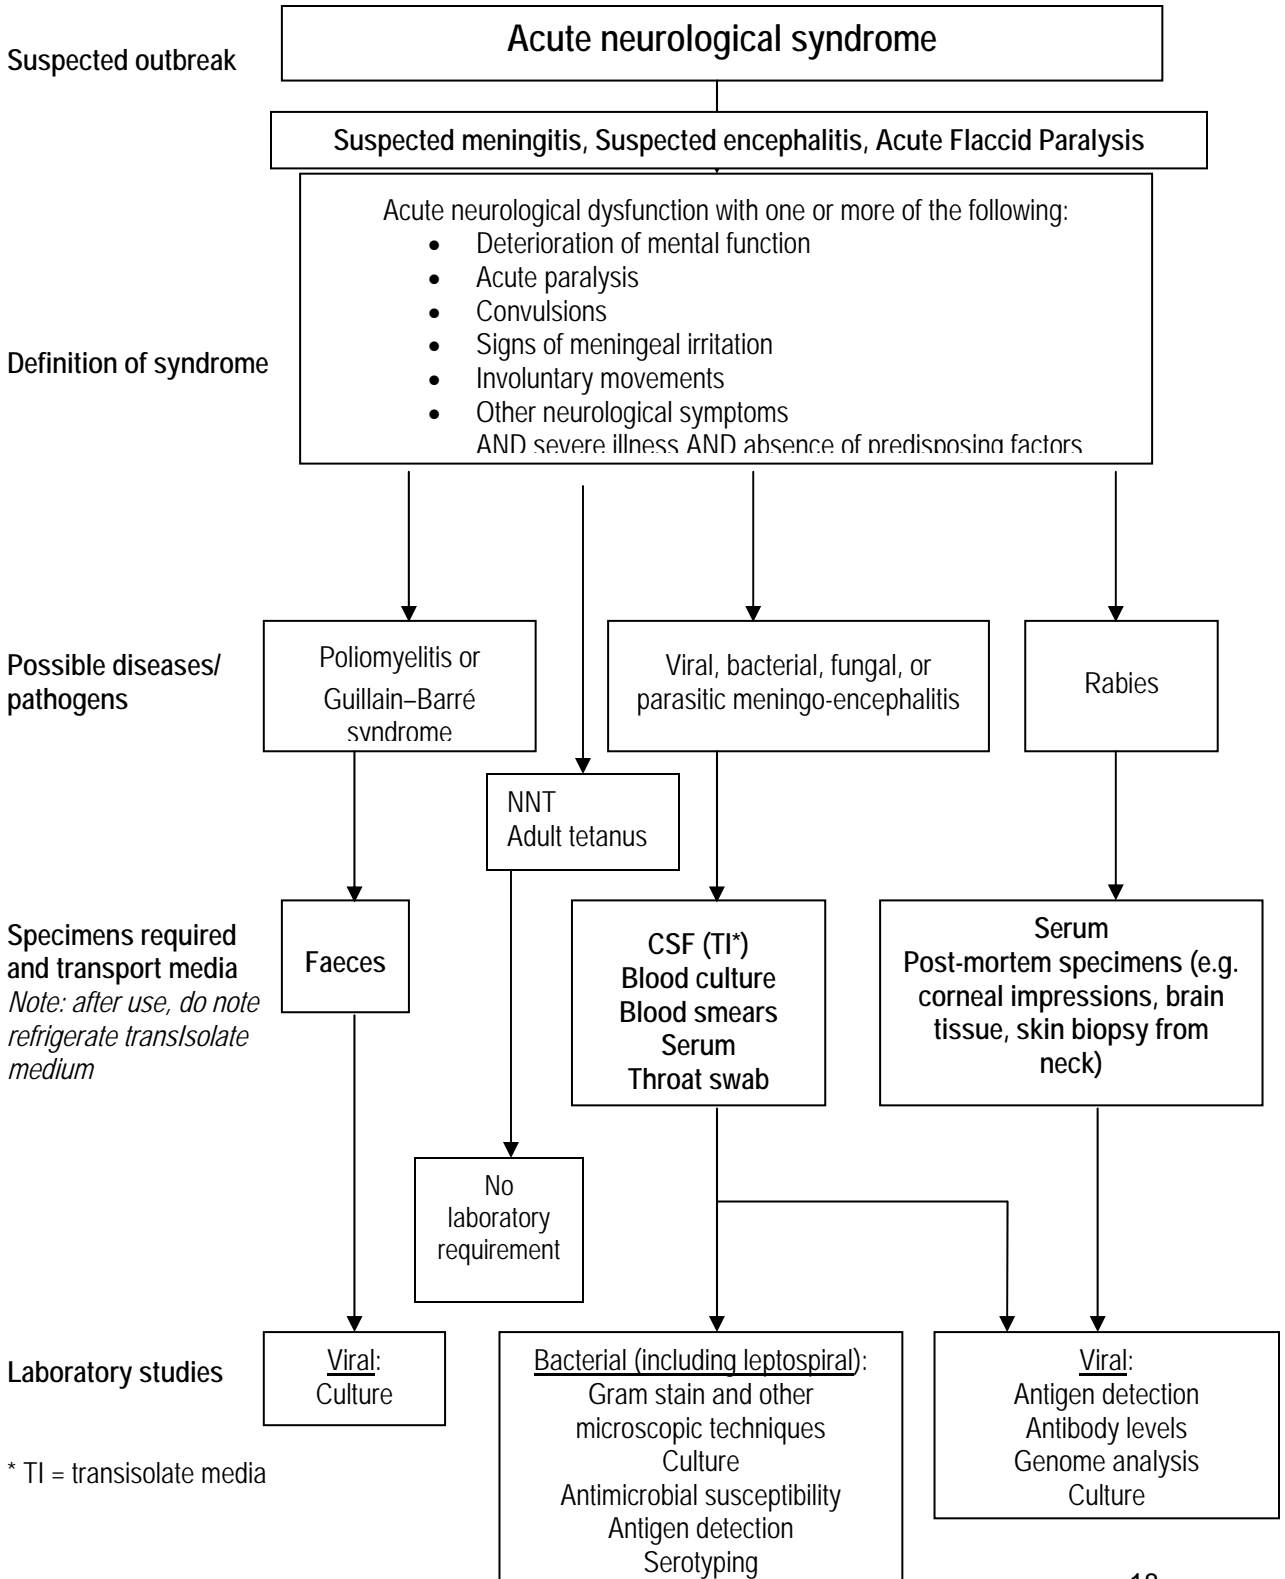 Suspected outbreak
Acute neurological syndrome
Suspected meningitis, Suspected encephalitis, Acute Flaccid Paralysis
Definition of syndrome
Acute neurological dysfunction with one or more of the following:
• Deterioration of mental function
• Acute paralysis
• Convulsions
• Signs of meningeal irritation
• Involuntary movements
• Other neurological symptoms
AND severe illness AND absence of predisposing factors
Possible diseases/
pathogens
Poliomyelitis or
Guillain–Barré
syndrome
NNT
Adult tetanus
Viral, bacterial, fungal, or
parasitic meningo-encephalitis
Rabies
Specimens required
and transport media
Note: after use, do note
refrigerate transIsolate
medium
Faeces
No
laboratory
requirement
CSF (TI*)
Blood culture
Blood smears
Serum
Throat swab
Serum
Post-mortem specimens (e.g.
corneal impressions, brain
tissue, skin biopsy from
neck)
Laboratory studies
Viral:
Culture
Bacterial (including leptospiral):
Gram stain and other
microscopic techniques
Culture
Antimicrobial susceptibility
Antigen detection
Serotyping
Viral:
Antigen detection
Antibody levels
Genome analysis
Culture
* TI = transisolate media